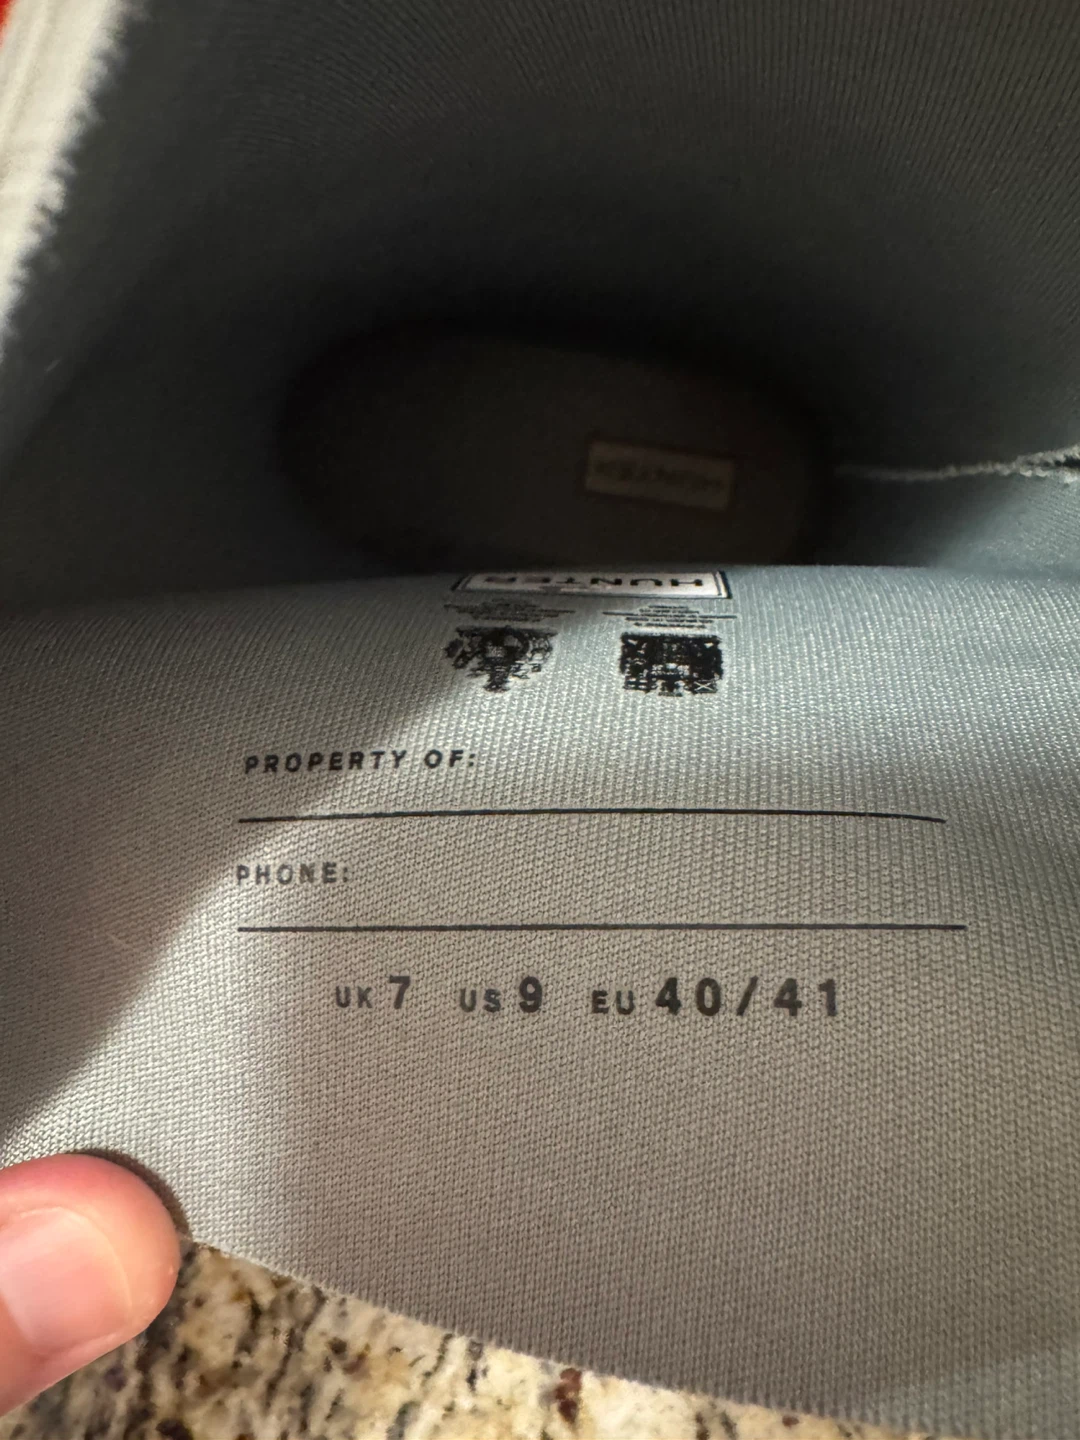 HUNTER
PROPERTY OF:
PHONE:
UK 7 US 9 EU 40/41